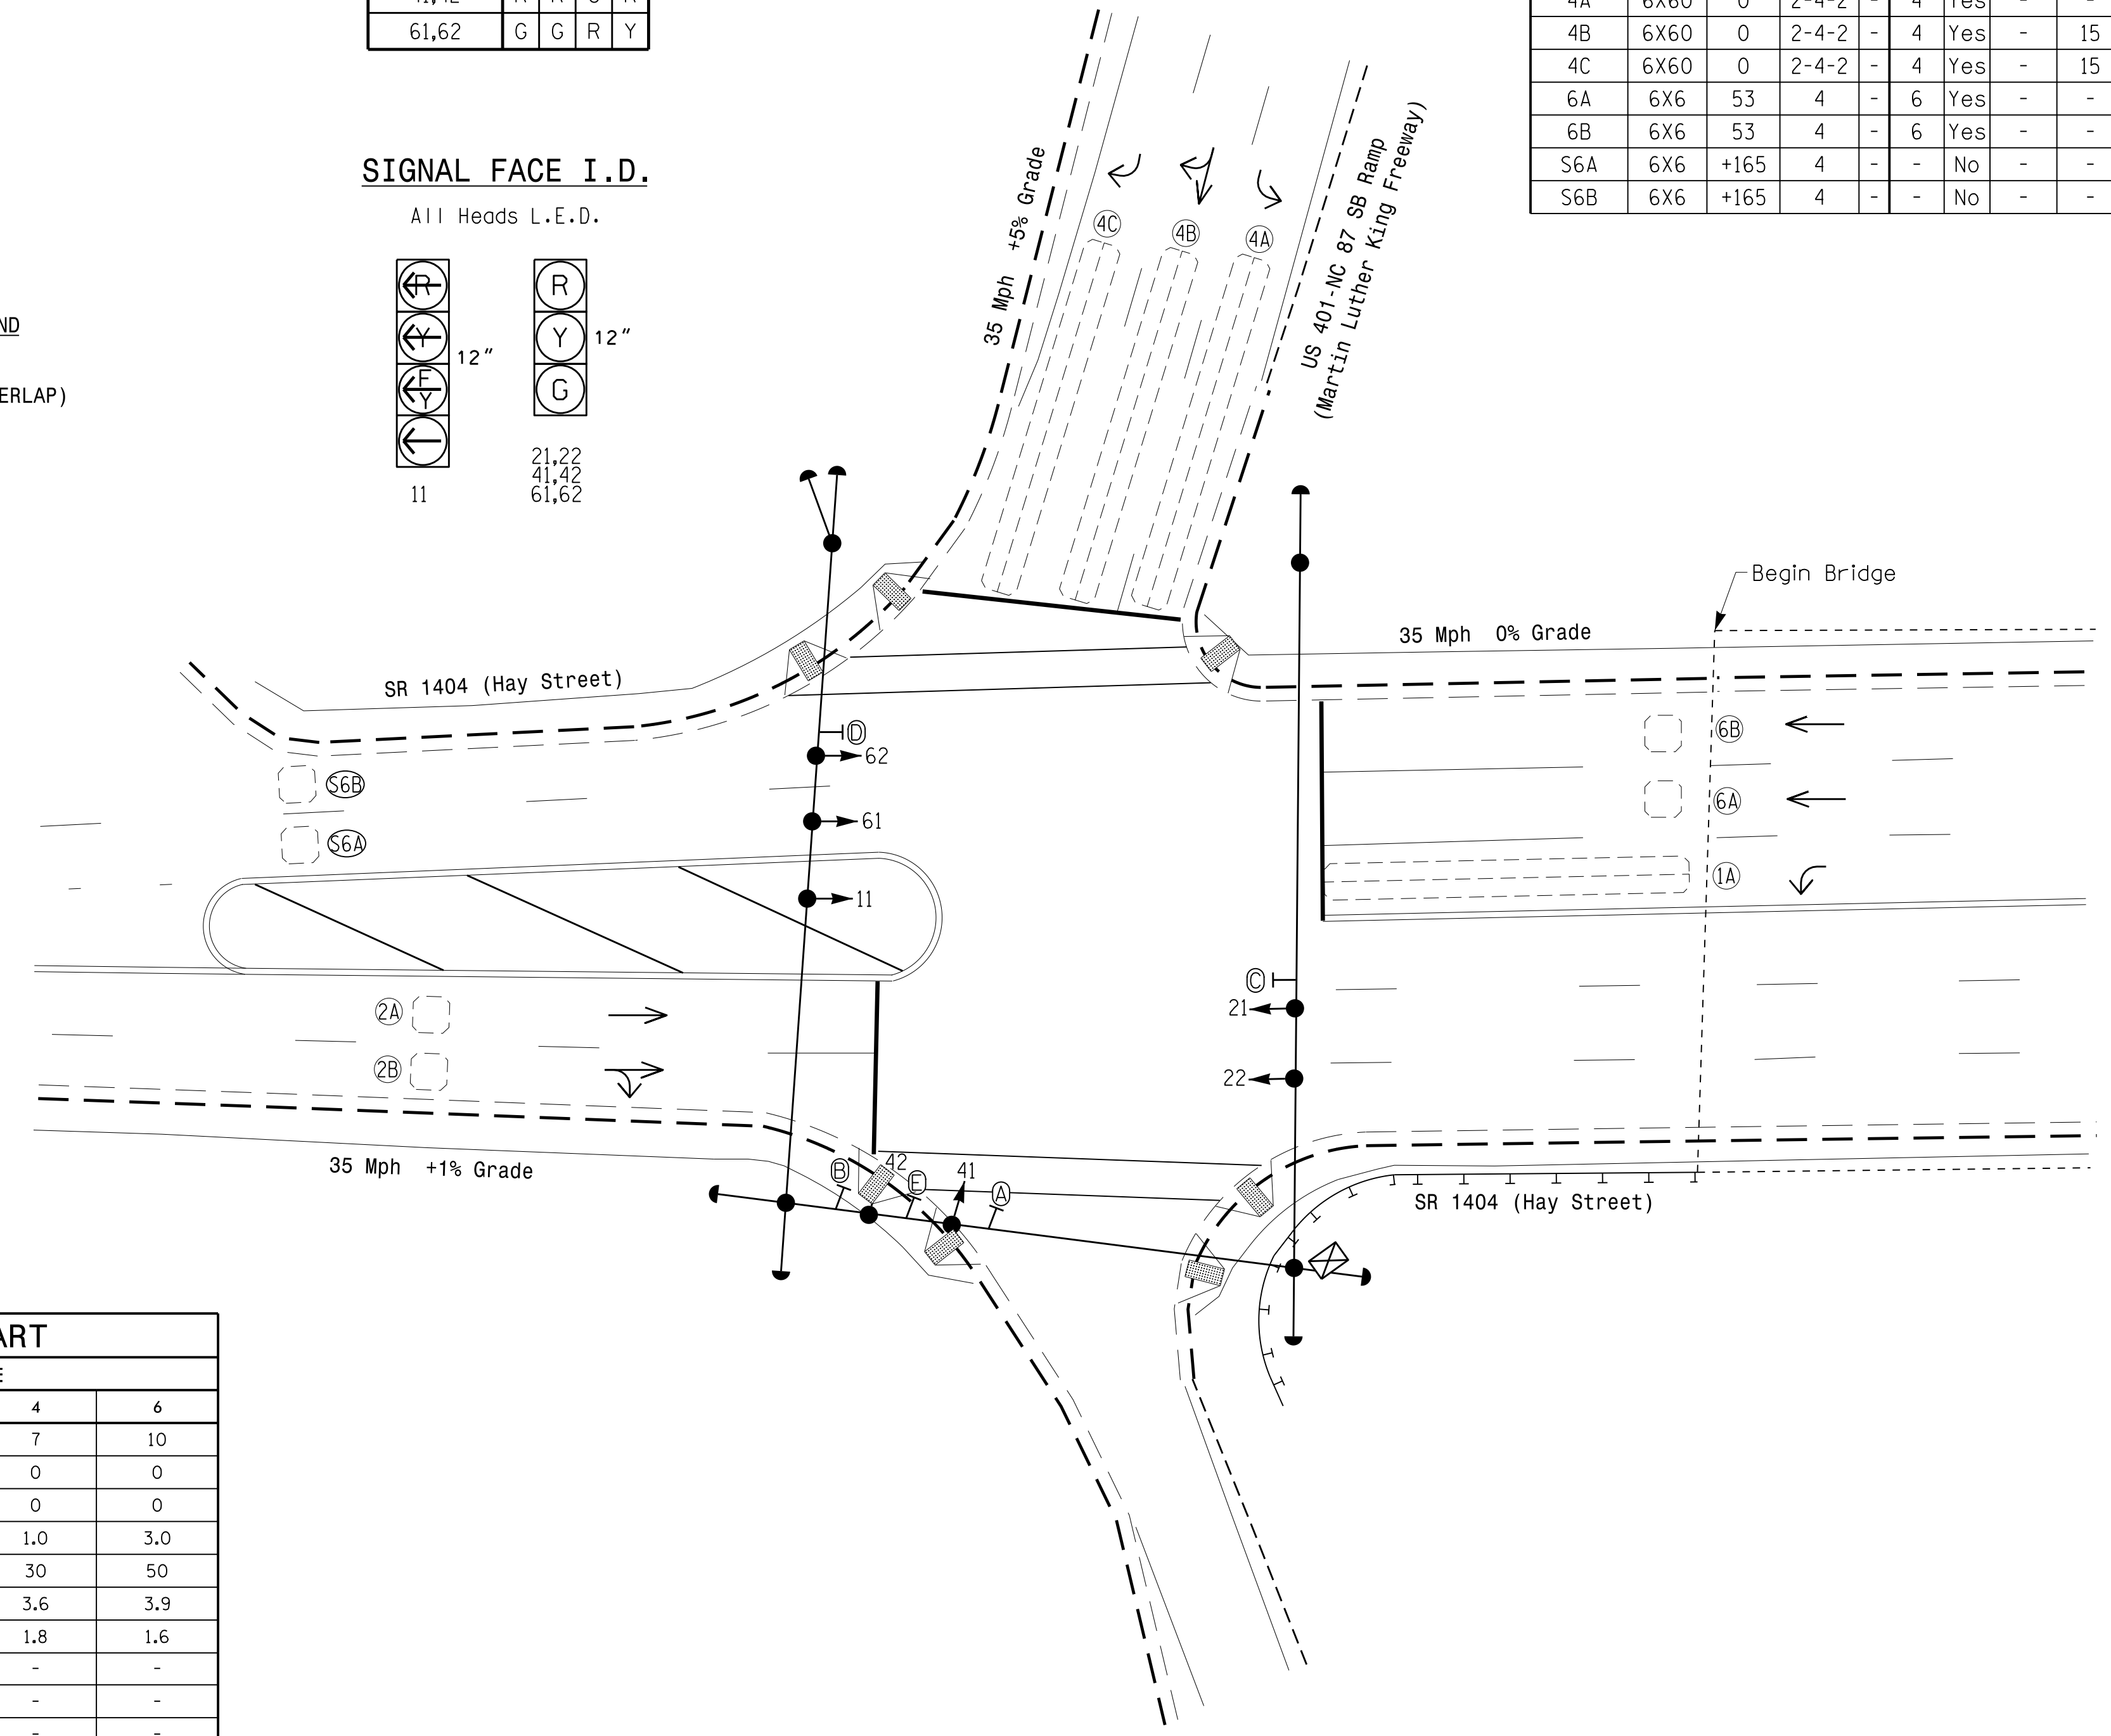 61,62 G G R Y
4B 6X60 0 2-4-2 - 4 Yes - 15
4C 6X60 0 2-4-2 - 4 Yes - 15
6A 6X6 53 4 - 6 Yes - -
6B 6X6 53 4 - 6 Yes - -
S6A 6X6 +165 4 - - No - -
S6B 6X6 +165 4 - - No - -
SIGNAL FACE I.D.
All Heads L.E.D.
R
Y
F
Y
12"
11
R
Y
G
12"
21,22
41,42
61,62
ERLAP)
35 Mph +5% Grade
US 401-NC 87 SB Ramp
(Martin Luther King Freeway)
4C
4B
4A
Begin Bridge
35 Mph 0% Grade
SR 1404 (Hay Street)
D
62
61
11
S6B
S6A
6B
6A
1A
C
21
22
2A
2B
35 Mph +1% Grade
B
42
E
41
A
SR 1404 (Hay Street)
ART
E
4 6
7 10
0 0
0 0
1.0 3.0
30 50
3.6 3.9
1.8 1.6
- -
- -
- -